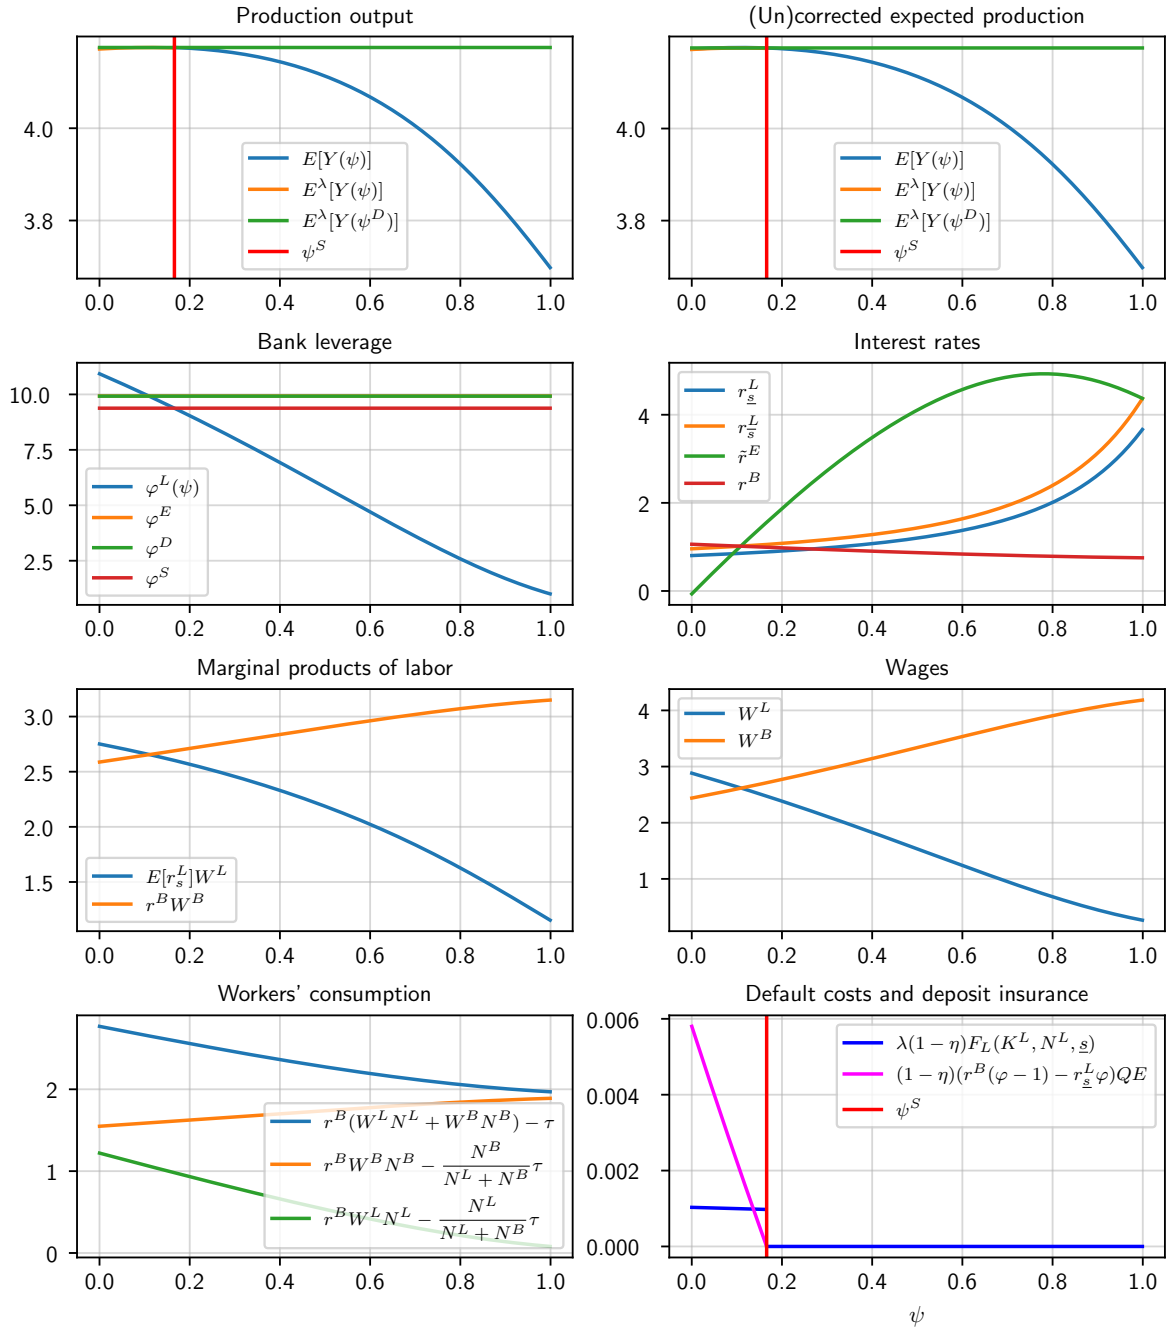 Production output
4.0
3.8
E[Y(ψ)]
E^λ[Y(ψ)]
E^λ[Y(ψ^D)]
ψ^S
0.0 0.2 0.4 0.6 0.8 1.0
(Un)corrected expected production
4.0
3.8
E[Y(ψ)]
E^λ[Y(ψ)]
E^λ[Y(ψ^D)]
ψ^S
0.0 0.2 0.4 0.6 0.8 1.0
Bank leverage
10.0
7.5
5.0
2.5
φ^L(ψ)
φ^E
φ^D
φ^S
0.0 0.2 0.4 0.6 0.8 1.0
Interest rates
4
2
0
r^L_s̲
r^L_s̄
r̃^E
r^B
0.0 0.2 0.4 0.6 0.8 1.0
Marginal products of labor
3.0
2.5
2.0
1.5
E[r^L_s]W^L
r^B W^B
0.0 0.2 0.4 0.6 0.8 1.0
Wages
4
3
2
1
W^L
W^B
0.0 0.2 0.4 0.6 0.8 1.0
Workers' consumption
2
1
0
r^B(W^L N^L + W^B N^B) − τ
r^B W^B N^B − N^B/(N^L + N^B) τ
r^B W^L N^L − N^L/(N^L + N^B) τ
0.0 0.2 0.4 0.6 0.8 1.0
Default costs and deposit insurance
0.006
0.004
0.002
0.000
λ(1 − η)F_L(K^L, N^L, s̲)
(1 − η)(r^B(φ − 1) − r^L_s̲ φ)QE
ψ^S
0.0 0.2 0.4 0.6 0.8 1.0
ψ